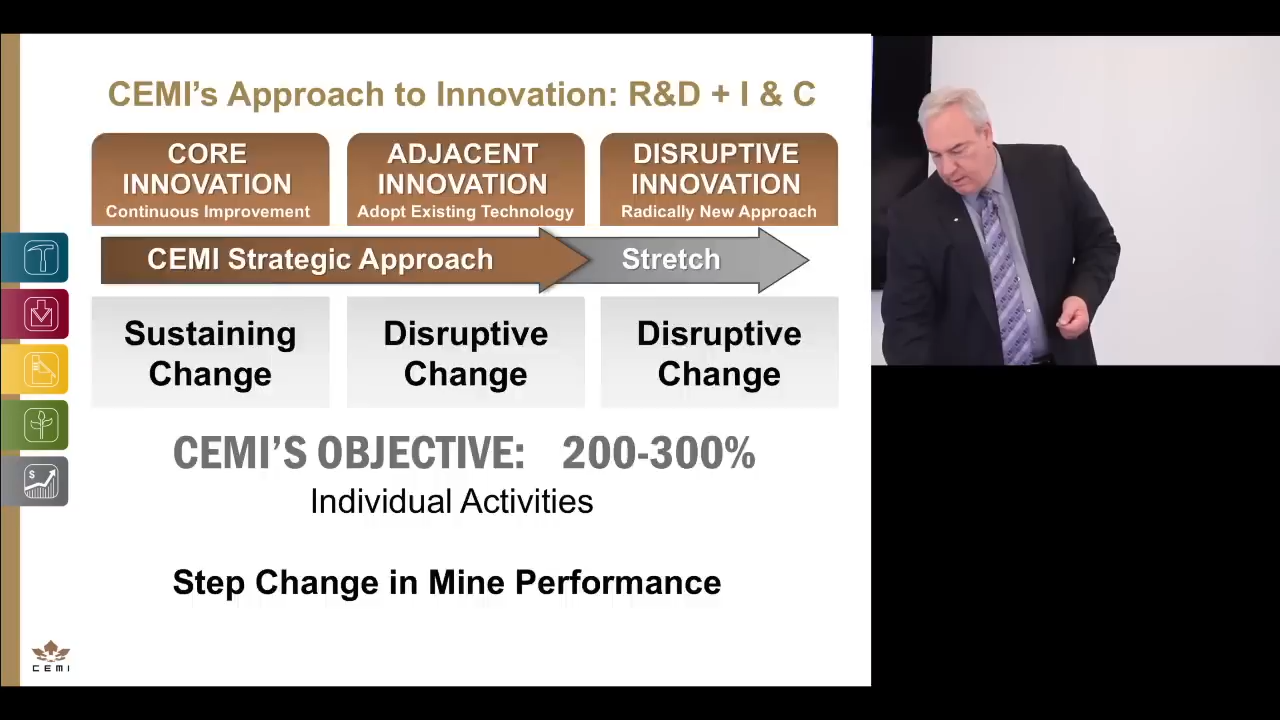 CEMI's Approach to Innovation: R&D + I & C
CORE
INNOVATION
Continuous Improvement
ADJACENT
INNOVATION
Adopt Existing Technology
DISRUPTIVE
INNOVATION
Radically New Approach
CEMI Strategic Approach
Stretch
Sustaining
Change
Disruptive
Change
Disruptive
Change
CEMI'S OBJECTIVE: 200-300%
Individual Activities
Step Change in Mine Performance
$
CEMI